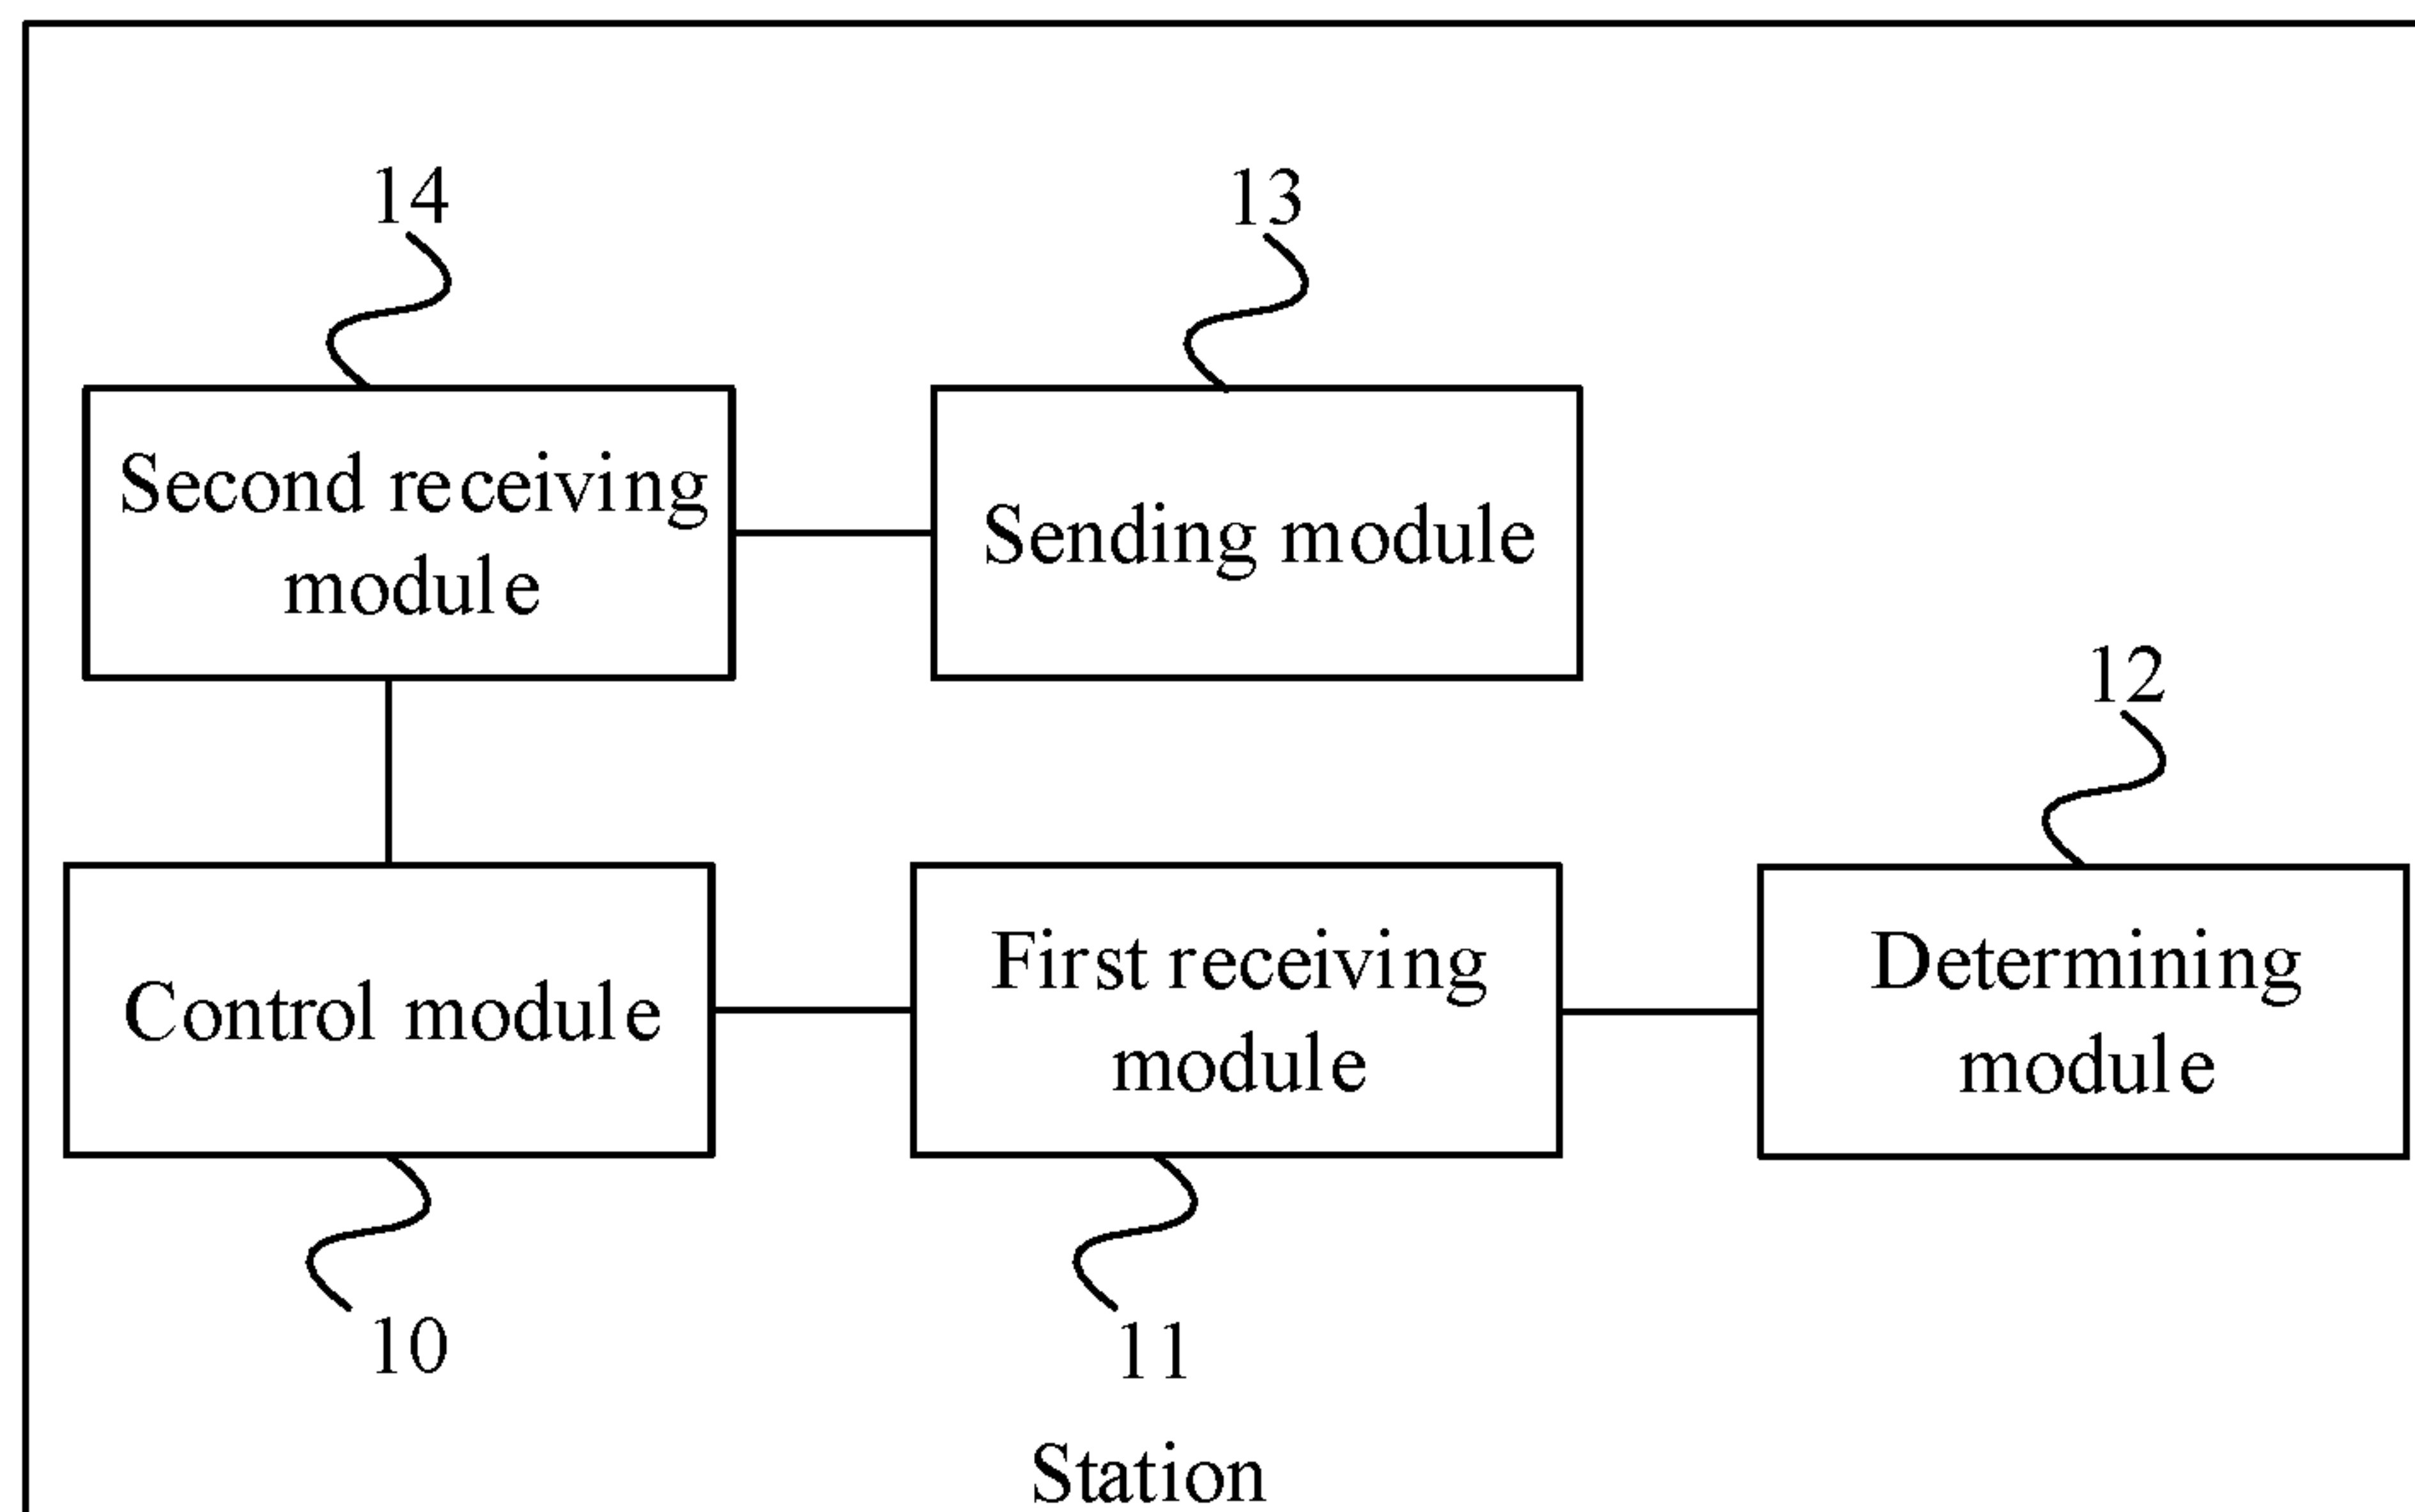 14
13
Second receiving
module
Sending module
12
Control module
First receiving
module
Determining
module
10
11
Station